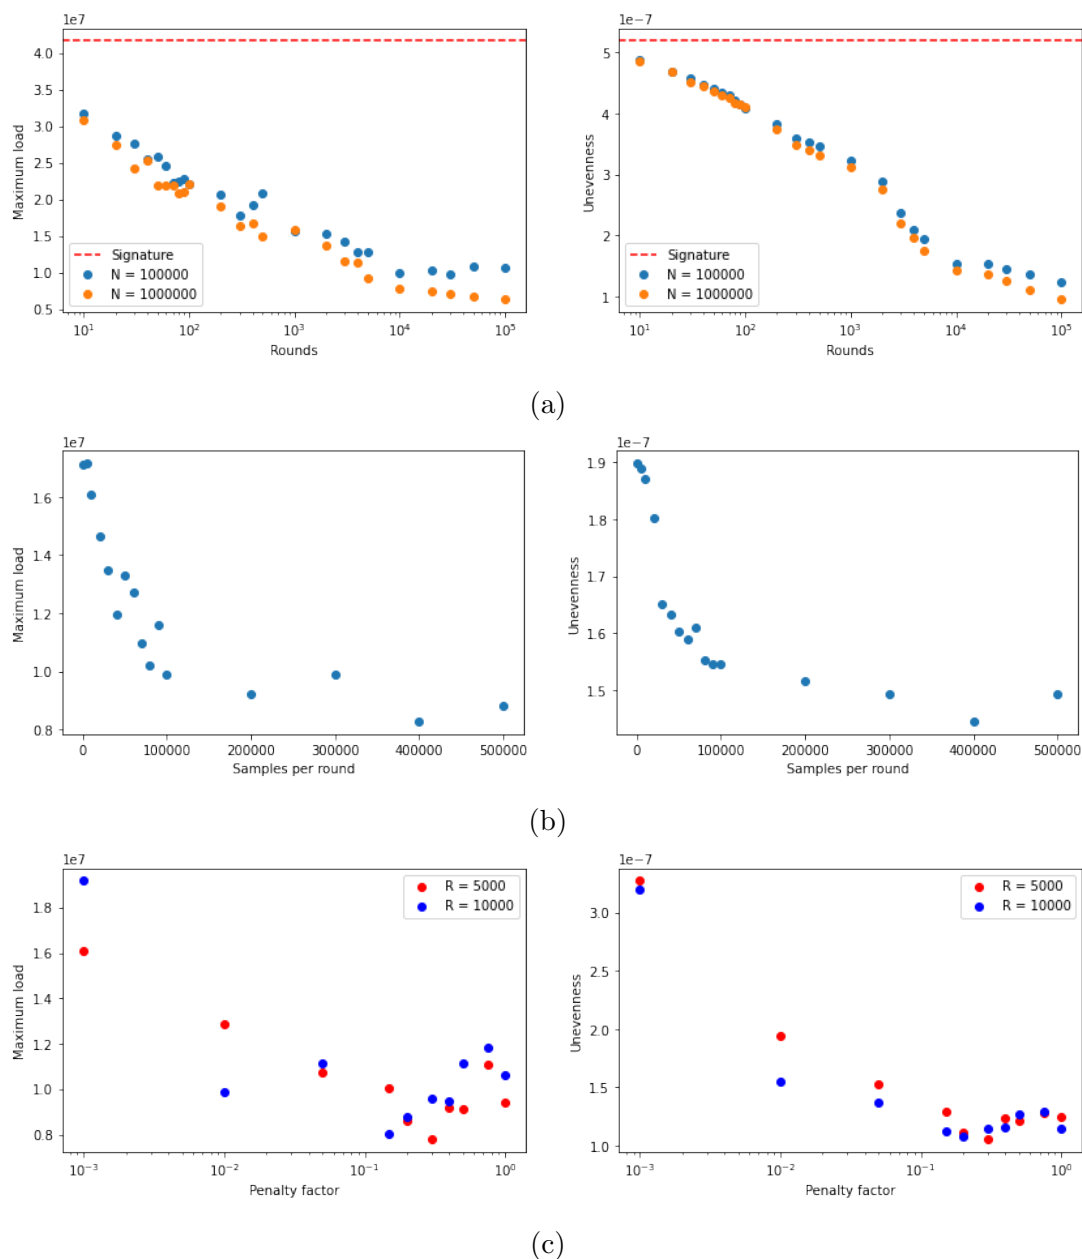 1e7
Maximum load
4.0
3.0
2.5
2.0
1.5
1.0
0.5
Signature
N = 100000
N = 1000000
10¹ 10² 10³ 10⁴ 10⁵
Rounds
1e−7
Unevenness
5
4
3
2
1
Signature
N = 100000
N = 1000000
10¹ 10² 10³ 10⁴ 10⁵
Rounds
(a)
1e7
Maximum load
1.6
1.4
1.2
1.0
0.8
0 100000 200000 300000 400000 500000
Samples per round
1e−7
Unevenness
1.9
1.8
1.7
1.6
1.5
0 100000 200000 300000 400000 500000
Samples per round
(b)
1e7
Maximum load
1.8
1.6
1.4
1.2
1.0
0.8
R = 5000
R = 10000
10⁻³ 10⁻² 10⁻¹ 10⁰
Penalty factor
1e−7
Unevenness
3.0
2.5
2.0
1.5
1.0
R = 5000
R = 10000
10⁻³ 10⁻² 10⁻¹ 10⁰
Penalty factor
(c)